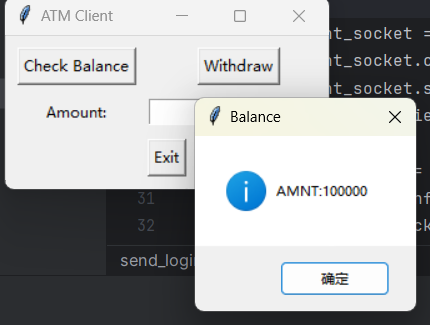 ATM Client
nt_socket =
Check Balance
Withdraw
nt_socket.c
nt_socket.s
Amount:
Balance
Exit
AMNT:100000
31
32
send_logi
确定